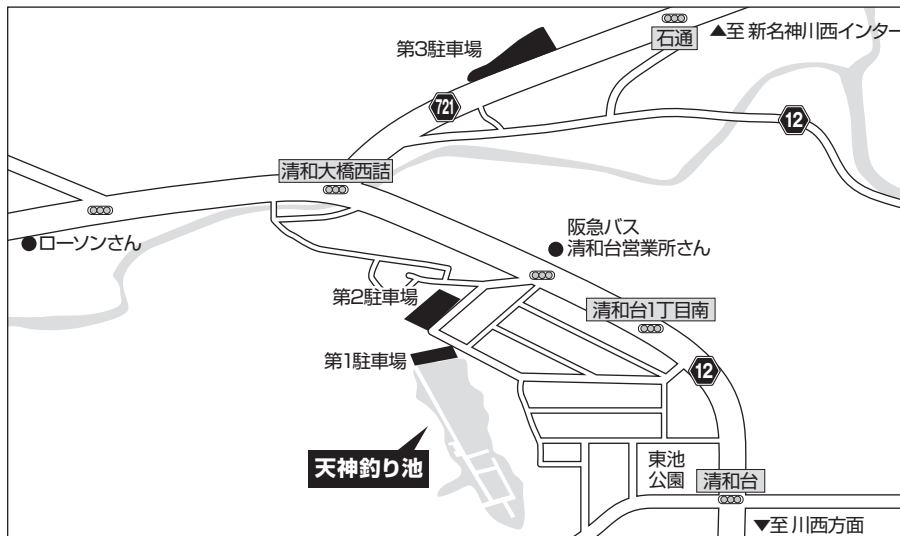 石通
▲至 新名神川西インター
第3駐車場
721
12
清和大橋西詰
●ローソンさん
阪急バス
●清和台営業所さん
第2駐車場
清和台1丁目南
第1駐車場
12
天神釣り池
東池
公園
清和台
▼至 川西方面